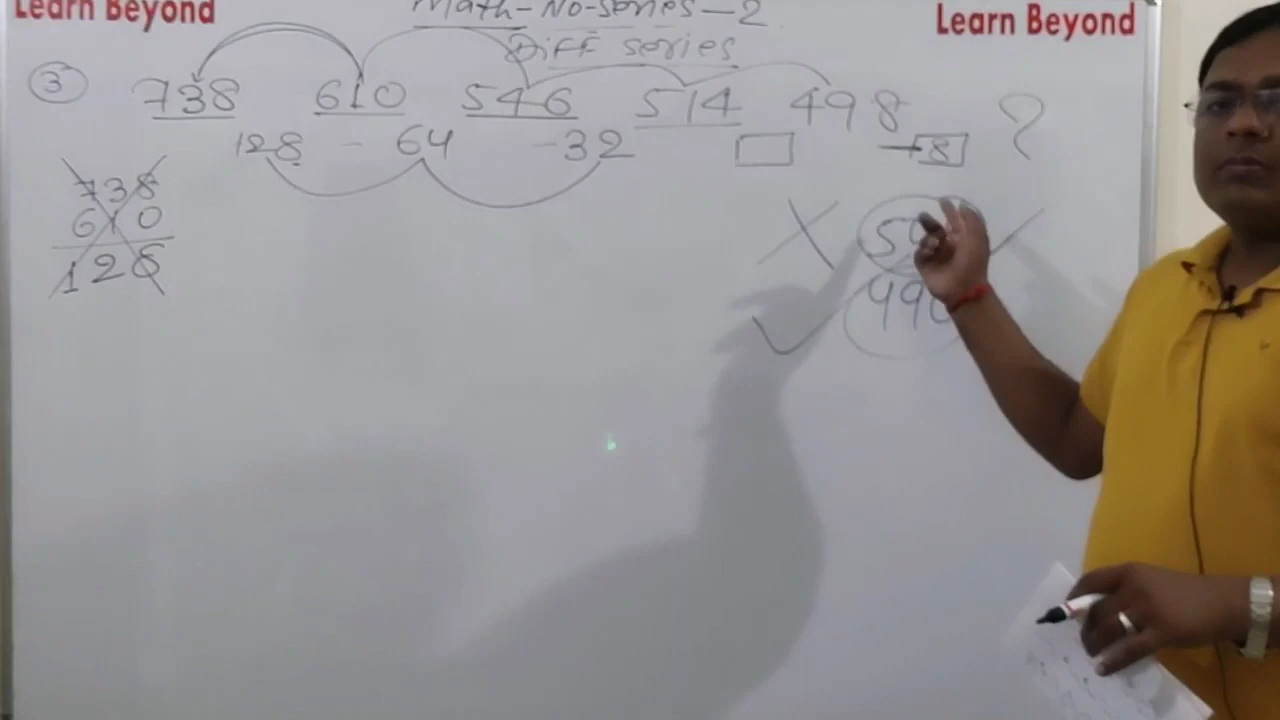 Learn Beyond
Math-No-series-2
Learn Beyond
Diff series
③ 738 610 546 514 498 ?
128 - 64 -32 -8
738
610
128
490